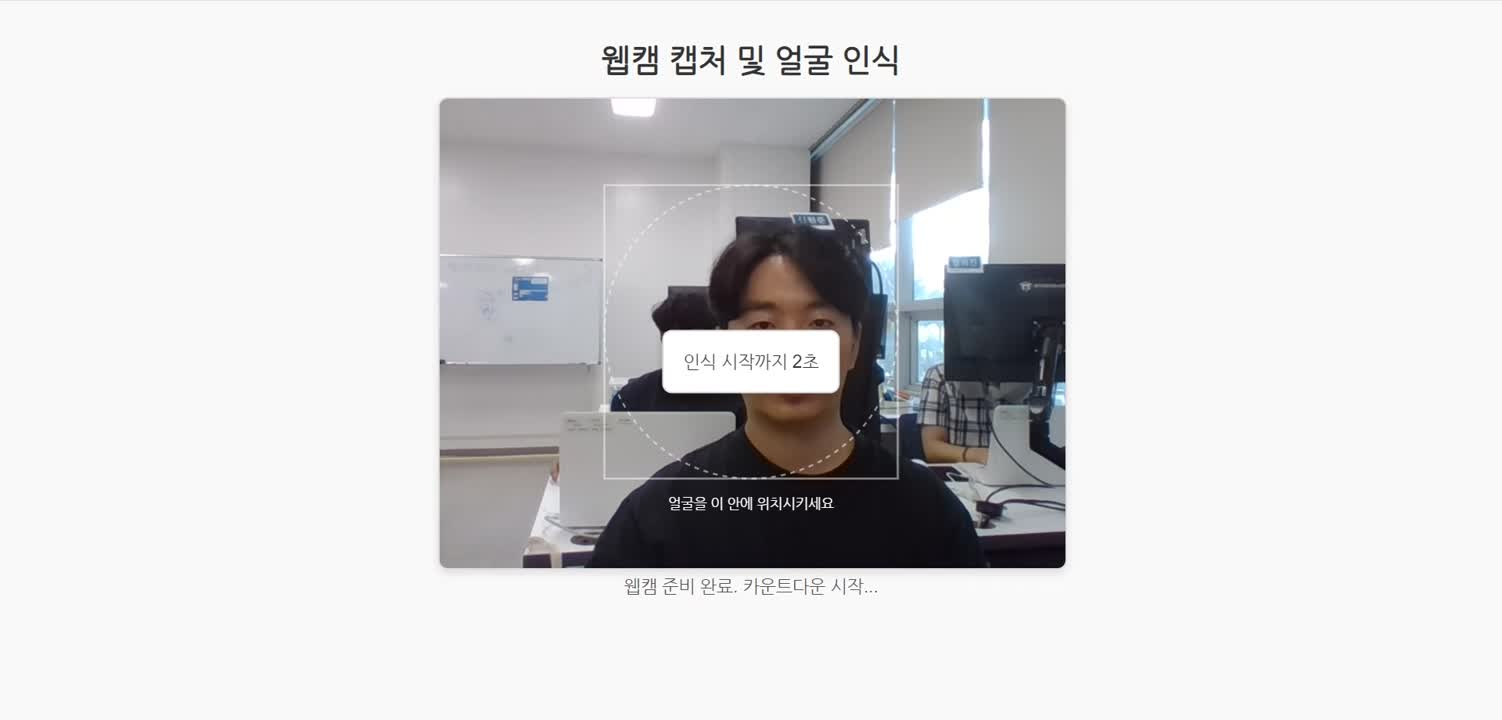 웹캠 캡처 및 얼굴 인식
인식 시작까지 2초
얼굴을 이 안에 위치시키세요
웹캠 준비 완료. 카운트다운 시작...